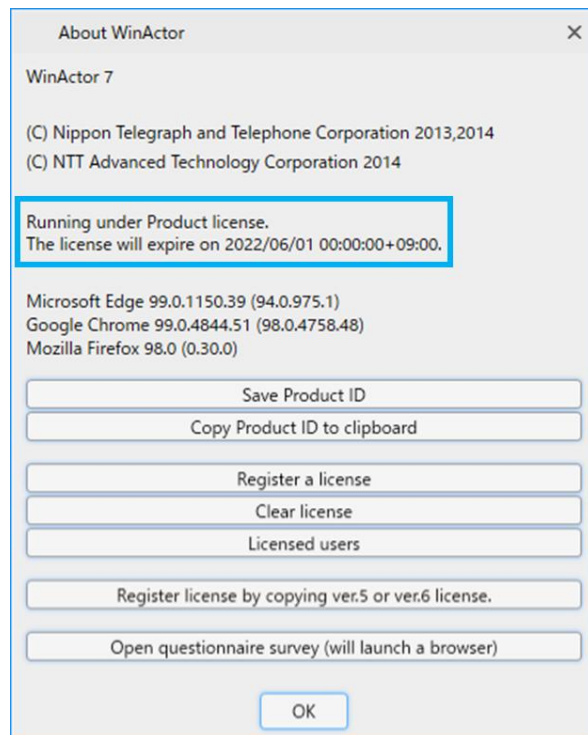 About WinActor
WinActor 7
(C) Nippon Telegraph and Telephone Corporation 2013,2014
(C) NTT Advanced Technology Corporation 2014
Running under Product license.
The license will expire on 2022/06/01 00:00:00+09:00.
Microsoft Edge 99.0.1150.39 (94.0.975.1)
Google Chrome 99.0.4844.51 (98.0.4758.48)
Mozilla Firefox 98.0 (0.30.0)
Save Product ID
Copy Product ID to clipboard
Register a license
Clear license
Licensed users
Register license by copying ver.5 or ver.6 license.
Open questionnaire survey (will launch a browser)
OK